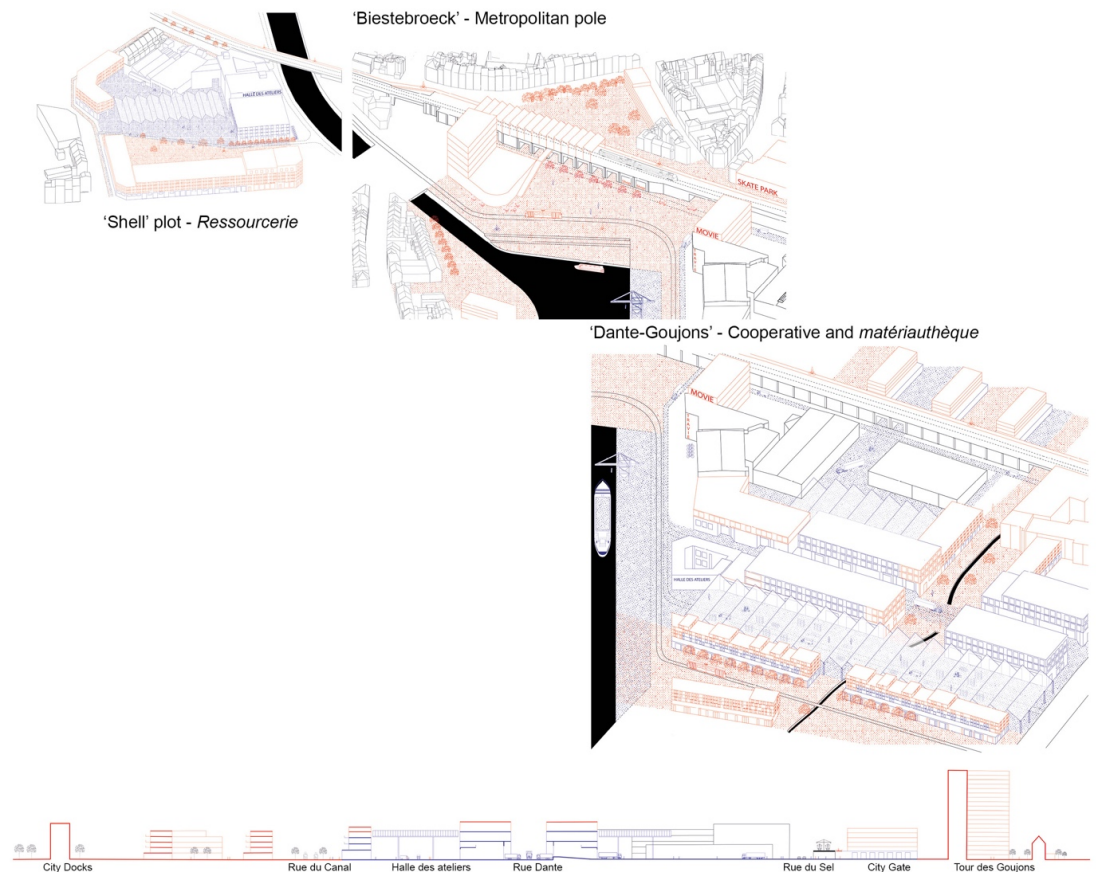 'Biestebroeck' - Metropolitan pole
HALLE DES ATELIERS
SKATE PARK
'Shell' plot - Ressourcerie
MOVIE
'Dante-Goujons' - Cooperative and matériauthèque
MOVIE
HALLE DES ATELIERS
City Docks
Rue du Canal
Halle des ateliers
Rue Dante
Rue du Sel
City Gate
Tour des Goujons